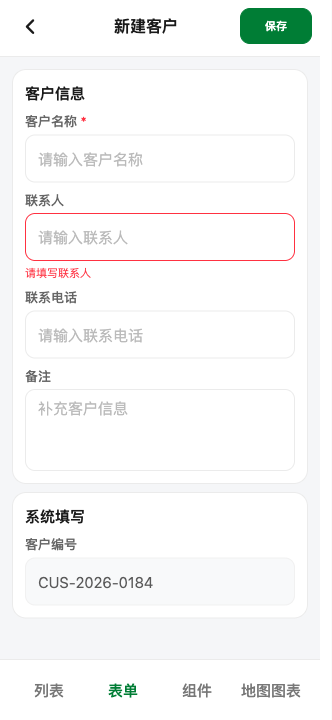 新建客户
保存
客户信息
客户名称 *
请输入客户名称
联系人
请输入联系人
请填写联系人
联系电话
请输入联系电话
备注
补充客户信息
系统填写
客户编号
CUS-2026-0184
列表 表单 组件 地图图表